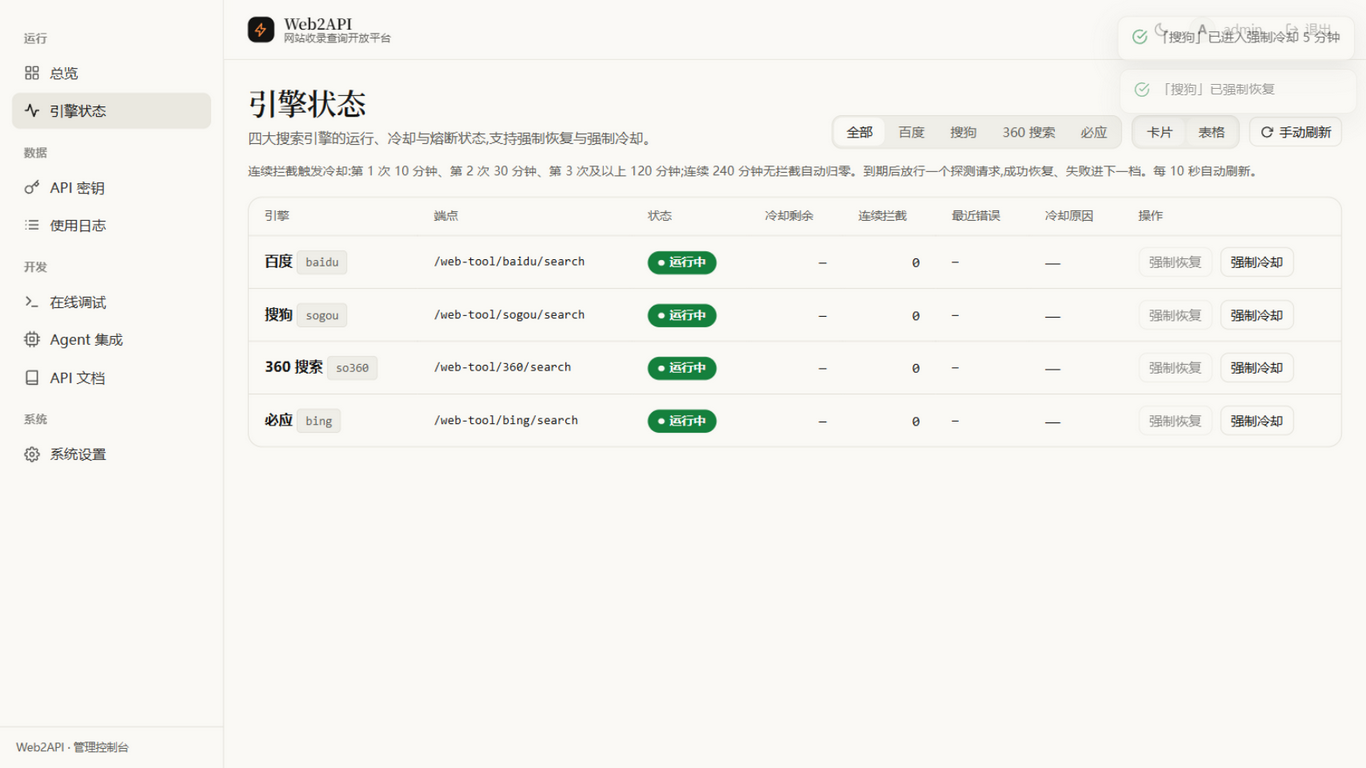 运行
总览
引擎状态
数据
API 密钥
使用日志
开发
在线调试
Agent 集成
API 文档
系统
系统设置
Web2API · 管理控制台
Web2API
网站收录查询开放平台
A admin 退出
「搜狗」已进入强制冷却 5 分钟
「搜狗」已强制恢复
引擎状态
四大搜索引擎的运行、冷却与熔断状态,支持强制恢复与强制冷却。
全部 百度 搜狗 360 搜索 必应 卡片 表格 手动刷新
连续拦截触发冷却:第 1 次 10 分钟、第 2 次 30 分钟、第 3 次及以上 120 分钟;连续 240 分钟无拦截自动归零。到期后放行一个探测请求,成功恢复、失败进下一档。每 10 秒自动刷新。
引擎 端点 状态 冷却剩余 连续拦截 最近错误 冷却原因 操作
百度 baidu /web-tool/baidu/search 运行中 — 0 — — 强制恢复 强制冷却
搜狗 sogou /web-tool/sogou/search 运行中 — 0 — — 强制恢复 强制冷却
360 搜索 so360 /web-tool/360/search 运行中 — 0 — — 强制恢复 强制冷却
必应 bing /web-tool/bing/search 运行中 — 0 — — 强制恢复 强制冷却